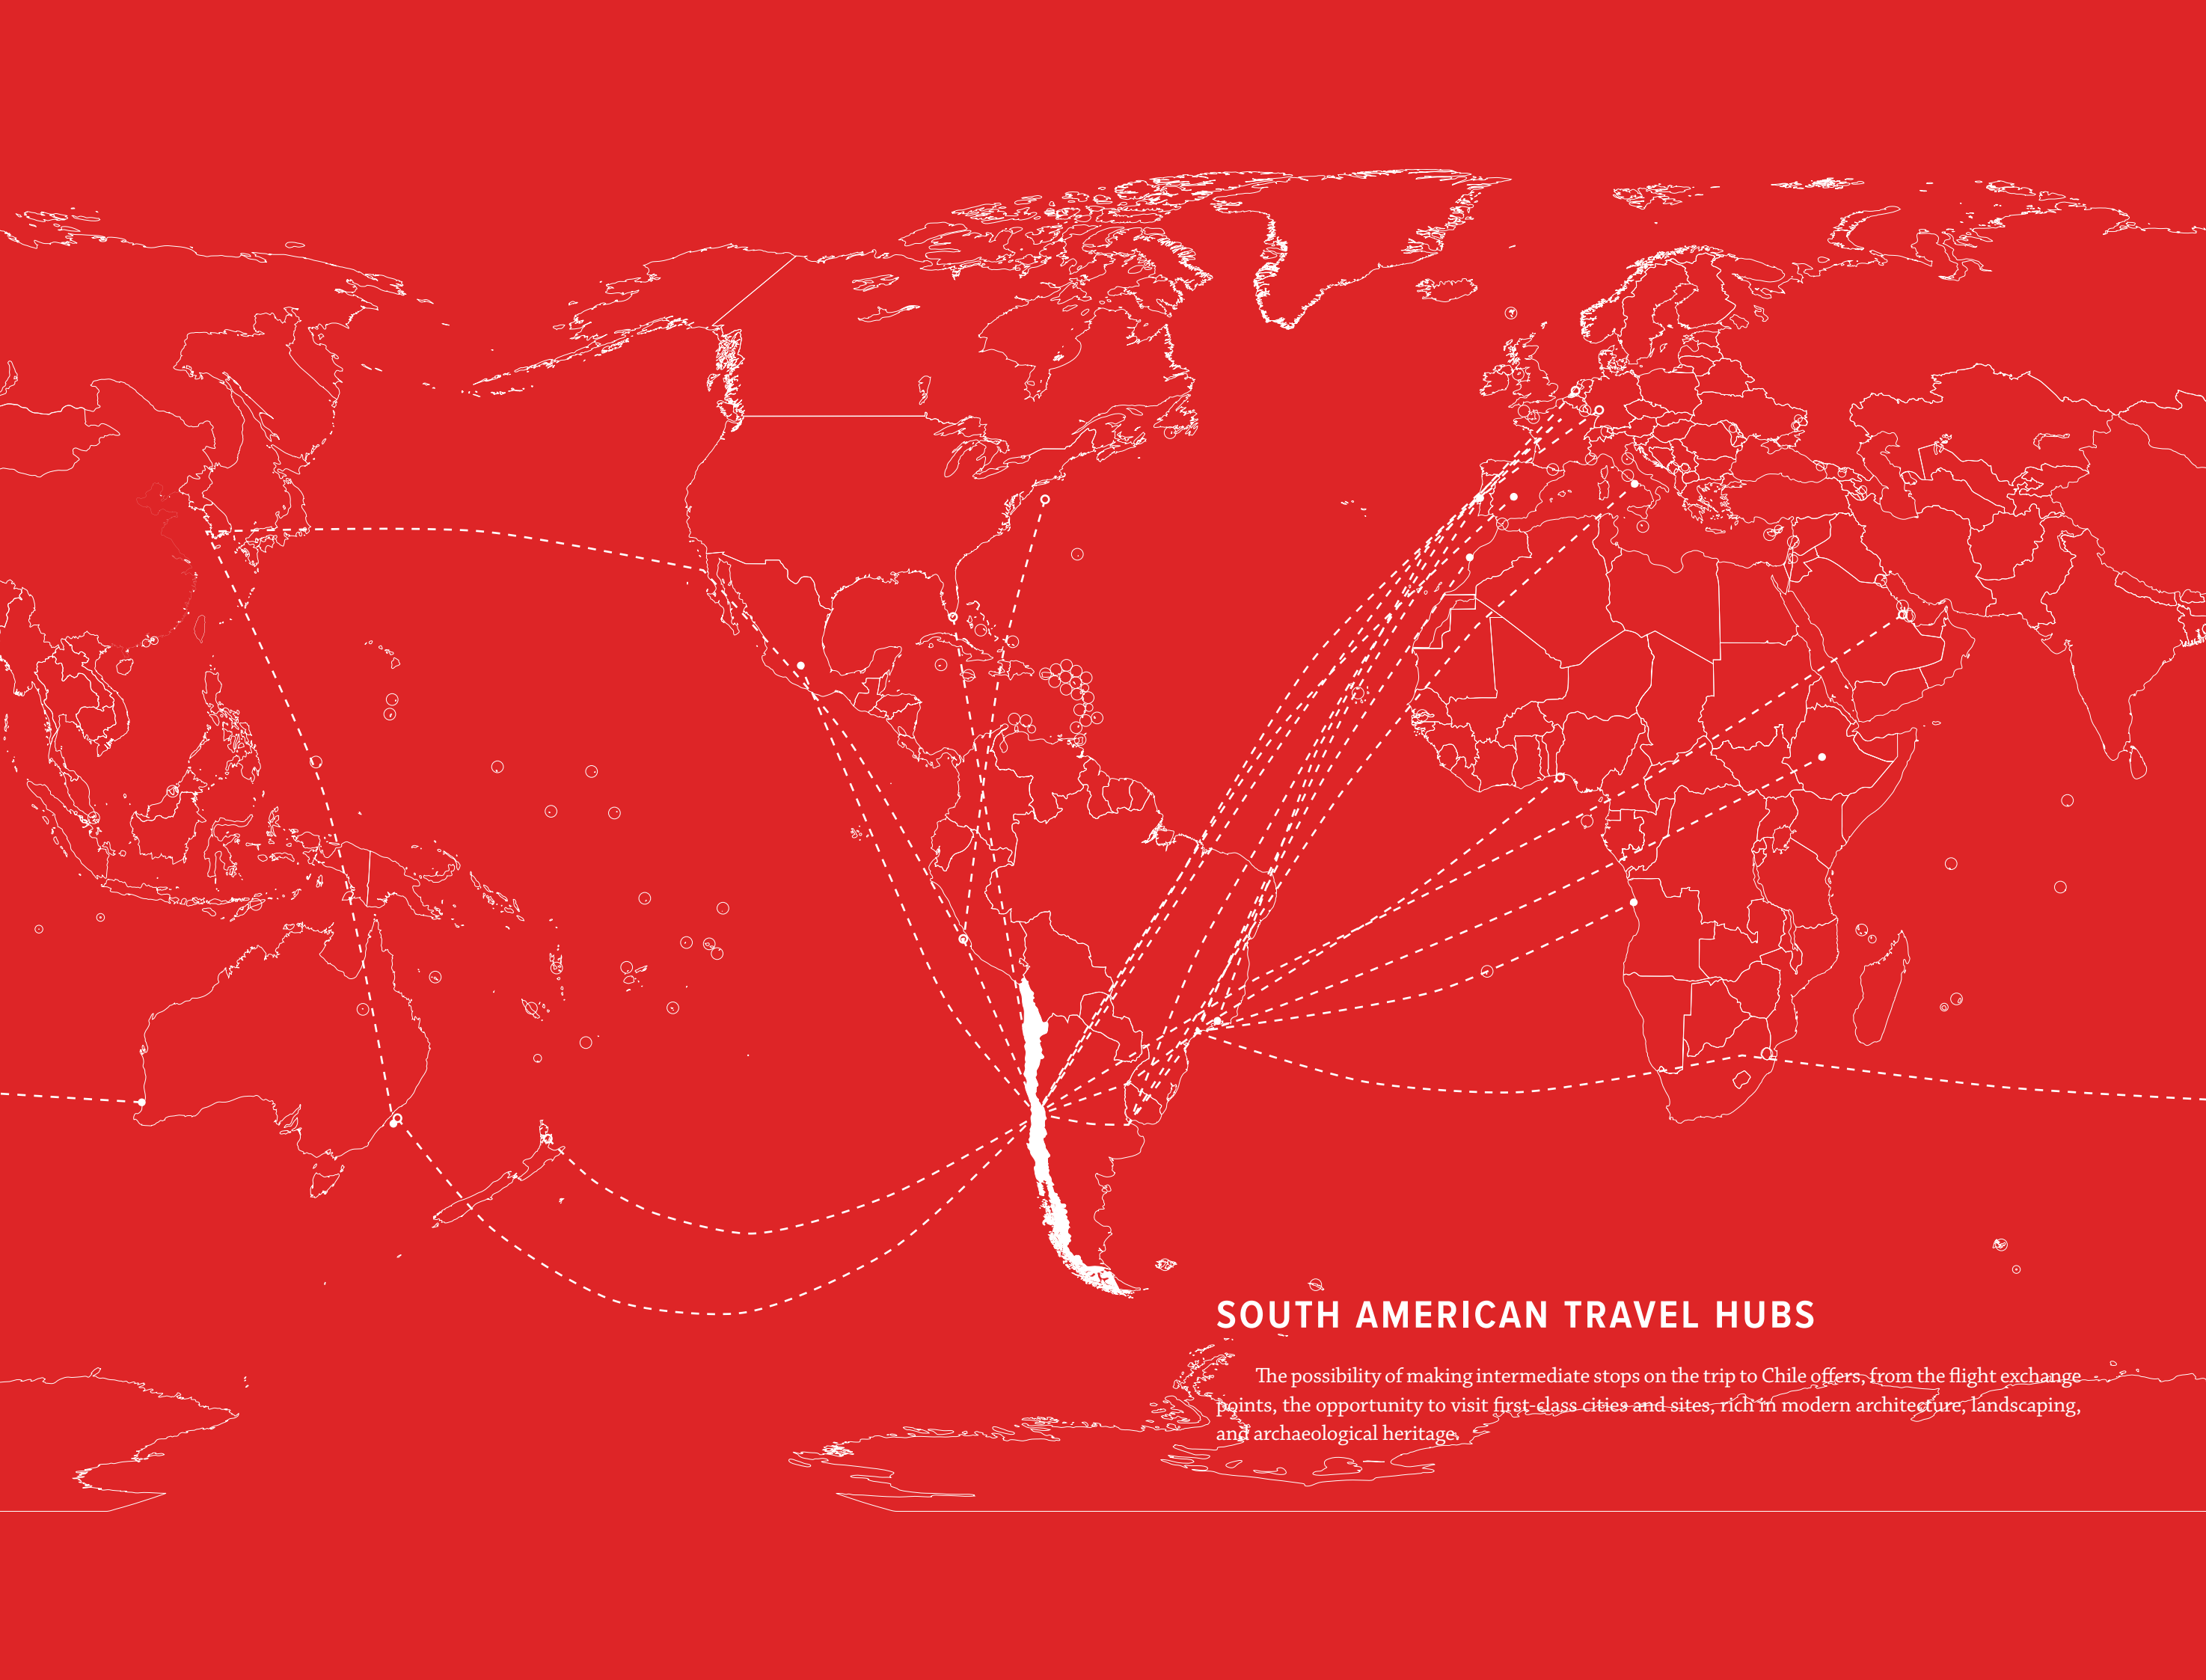 SOUTH AMERICAN TRAVEL HUBS
The possibility of making intermediate stops on the trip to Chile offers, from the flight exchange
points, the opportunity to visit first-class cities and sites, rich in modern architecture, landscaping,
and archaeological heritage.